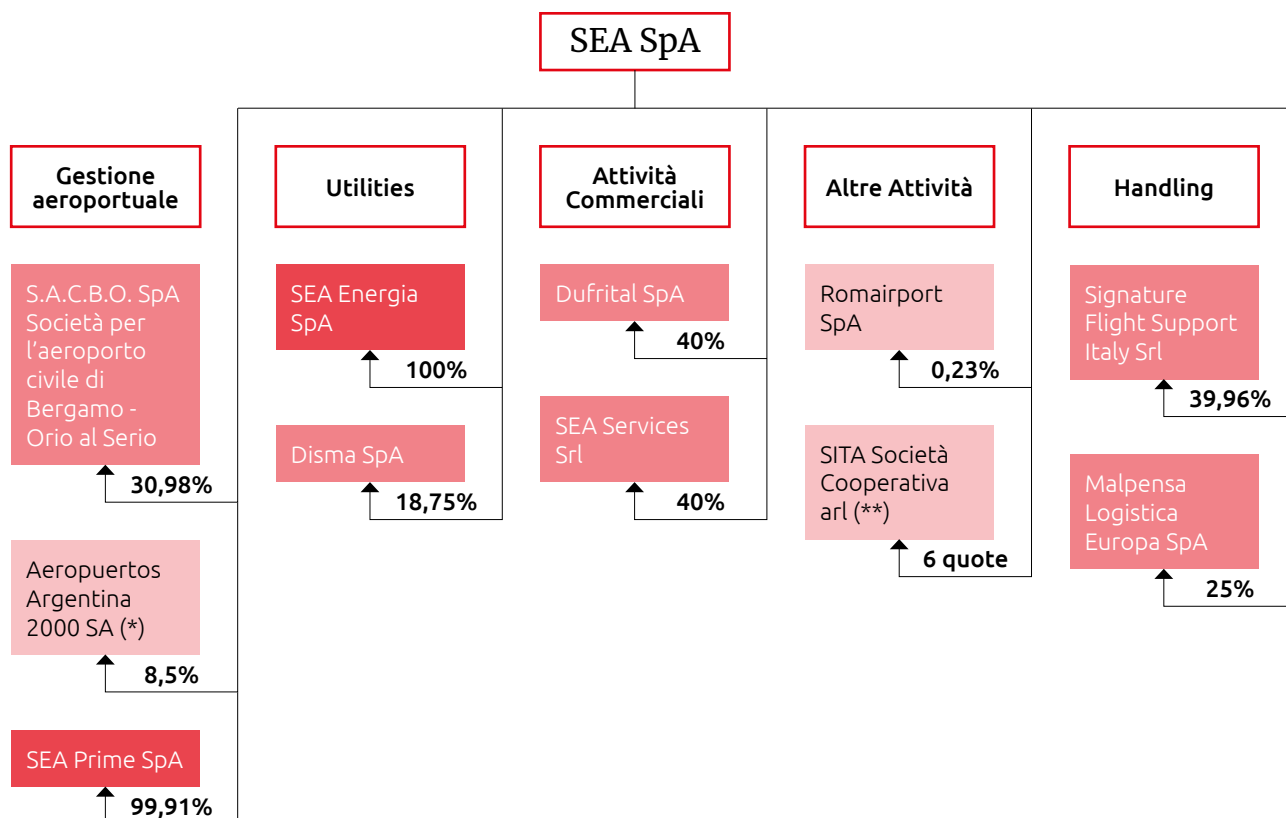 SEA SpA
Gestione
aeroportuale
S.A.C.B.O. SpA
Società per
l'aeroporto
civile di
Bergamo -
Orio al Serio
30,98%
Aeropuertos
Argentina
2000 SA (*)
8,5%
SEA Prime SpA
99,91%
Utilities
SEA Energia
SpA
100%
Disma SpA
18,75%
Attività
Commerciali
Dufrital SpA
40%
SEA Services
Srl
40%
Altre Attività
Romairport
SpA
0,23%
SITA Società
Cooperativa
arl (**)
6 quote
Handling
Signature
Flight Support
Italy Srl
39,96%
Malpensa
Logistica
Europa SpA
25%